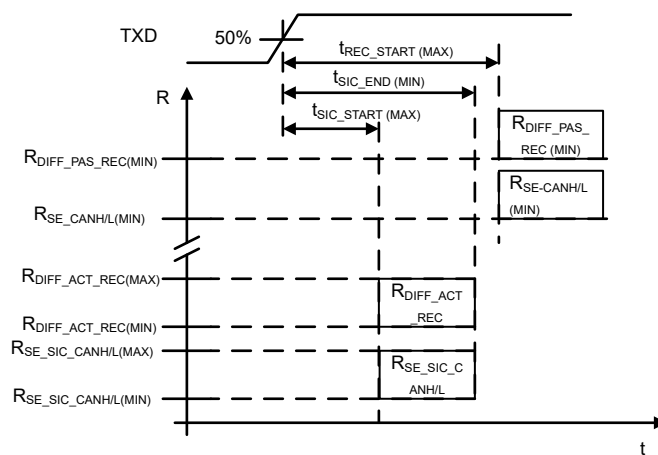 TXD
50%
tREC_START (MAX)
tSIC_END (MIN)
tSIC_START (MAX)
R
RDIFF_PAS_
REC (MIN)
RDIFF_PAS_REC(MIN)
RSE-CANH/L
(MIN)
RSE_CANH/L(MIN)
RDIFF_ACT_REC(MAX)
RDIFF_ACT
_REC
RDIFF_ACT_REC(MIN)
RSE_SIC_CANH/L(MAX)
RSE_SIC_C
ANH/L
RSE_SIC_CANH/L(MIN)
t